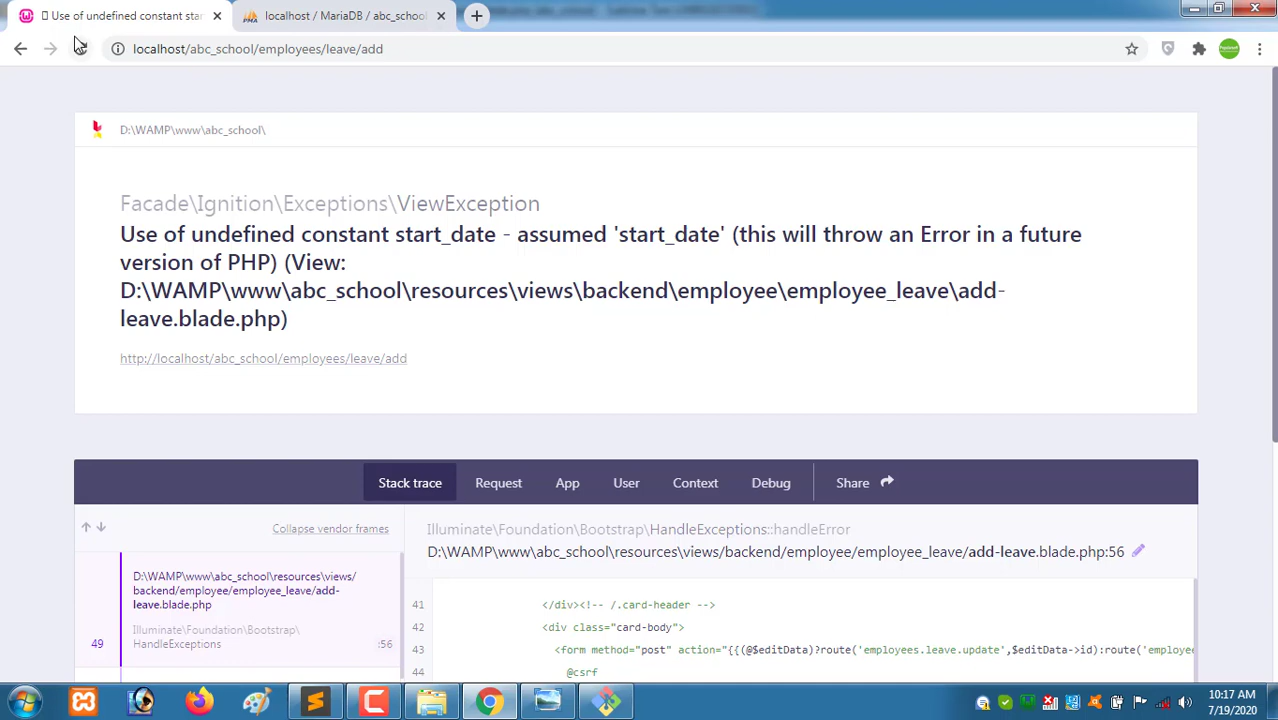 Use of undefined constant star
localhost / MariaDB / abc_school
localhost/abc_school/employees/leave/add
D:\WAMP\www\abc_school\
Facade\Ignition\Exceptions\ViewException
Use of undefined constant start_date - assumed 'start_date' (this will throw an Error in a future
version of PHP) (View:
D:\WAMP\www\abc_school\resources\views\backend\employee\employee_leave\add-
leave.blade.php)
http://localhost/abc_school/employees/leave/add
Stack trace
Request
App
User
Context
Debug
Share
Collapse vendor frames
D:\WAMP\www\abc_school\resources\views/
backend/employee/employee_leave/add-
leave.blade.php
49
Illuminate\Foundation\Bootstrap\
HandleExceptions
:56
Illuminate\Foundation\Bootstrap\HandleExceptions::handleError
D:\WAMP\www\abc_school\resources\views/backend/employee/employee_leave/add-leave.blade.php:56
41 </div><!-- /.card-header -->
42 <div class="card-body">
43 <form method="post" action="{{(@$editData)?route('employees.leave.update',$editData->id):route('employe
44 @csrf
10:17 AM
7/19/2020